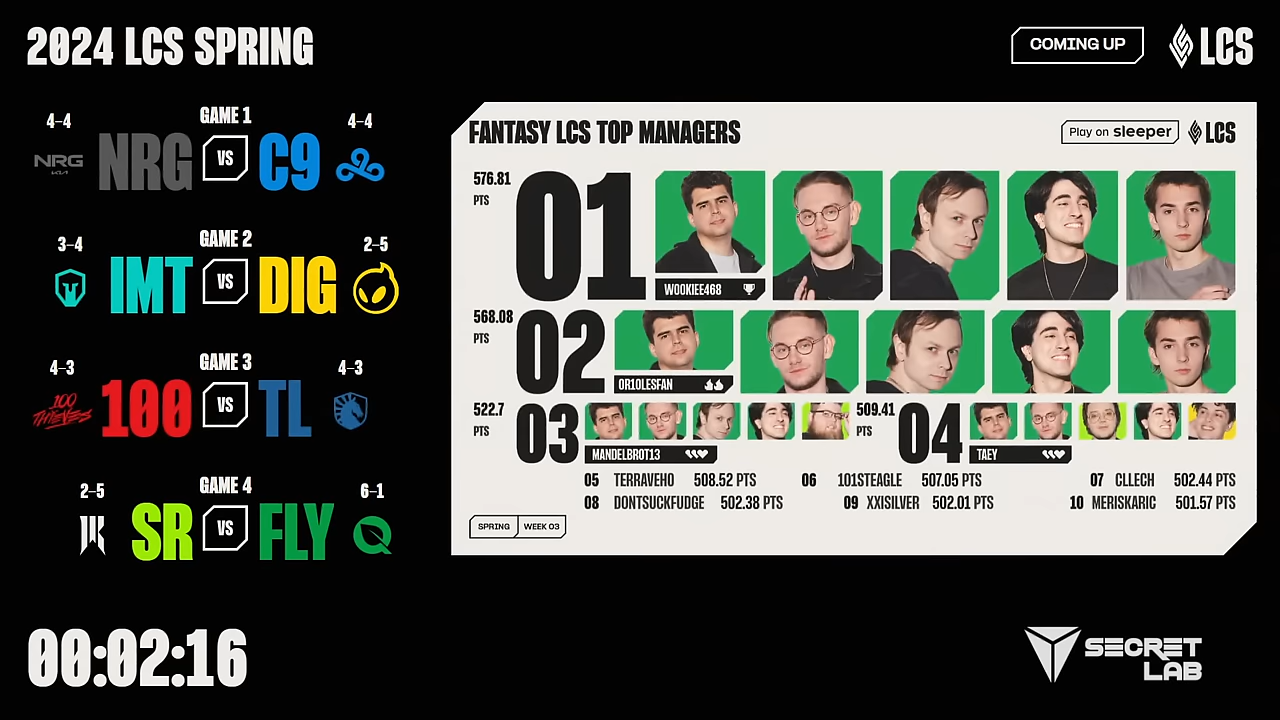 2024 LCS SPRING
COMING UP
LCS
GAME 1
4-4
4-4
NRG
KIA
NRG
VS
C9
GAME 2
3-4
2-5
IMT
VS
DIG
GAME 3
4-3
4-3
100
THIEVES
100
VS
TL
GAME 4
2-5
6-1
SR
VS
FLY
00:02:16
FANTASY LCS TOP MANAGERS
Play on sleeper
LCS
576.81
PTS
01
WOOKIEE468
568.08
PTS
02
OR10LESFAN
522.7
PTS
03
MANDELBROT13
509.41
PTS
04
TAEY
05 TERRAVEHO 508.52 PTS
06 101STEAGLE 507.05 PTS
07 CLLECH 502.44 PTS
08 DONTSUCKFUDGE 502.38 PTS
09 XXISILVER 502.01 PTS
10 MERISKARIC 501.57 PTS
SPRING WEEK 03
SECRET
LAB